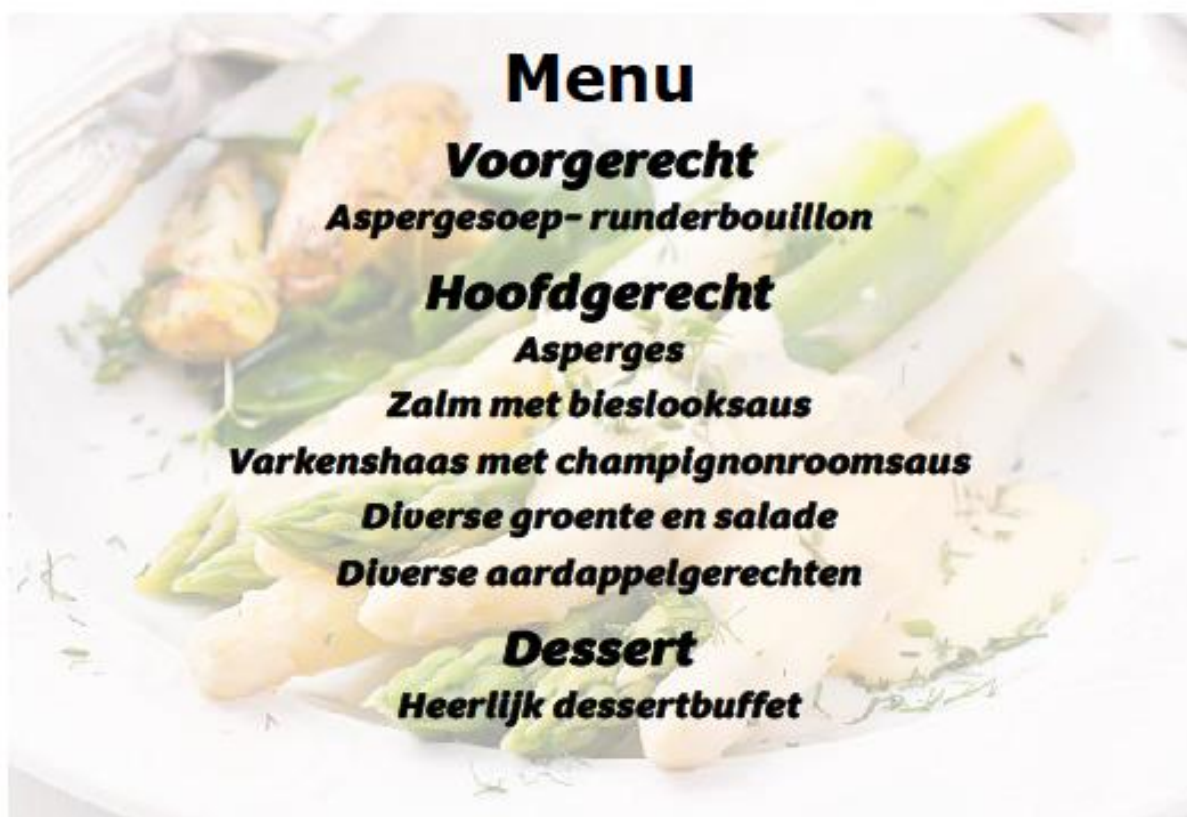 Menu
Voorgerecht
Aspergesoep- runderbouillon
Hoofdgerecht
Asperges
Zalm met bieslooksaus
Varkenshaas met champignonroomsaus
Diverse groente en salade
Diverse aardappelgerechten
Dessert
Heerlijk dessertbuffet